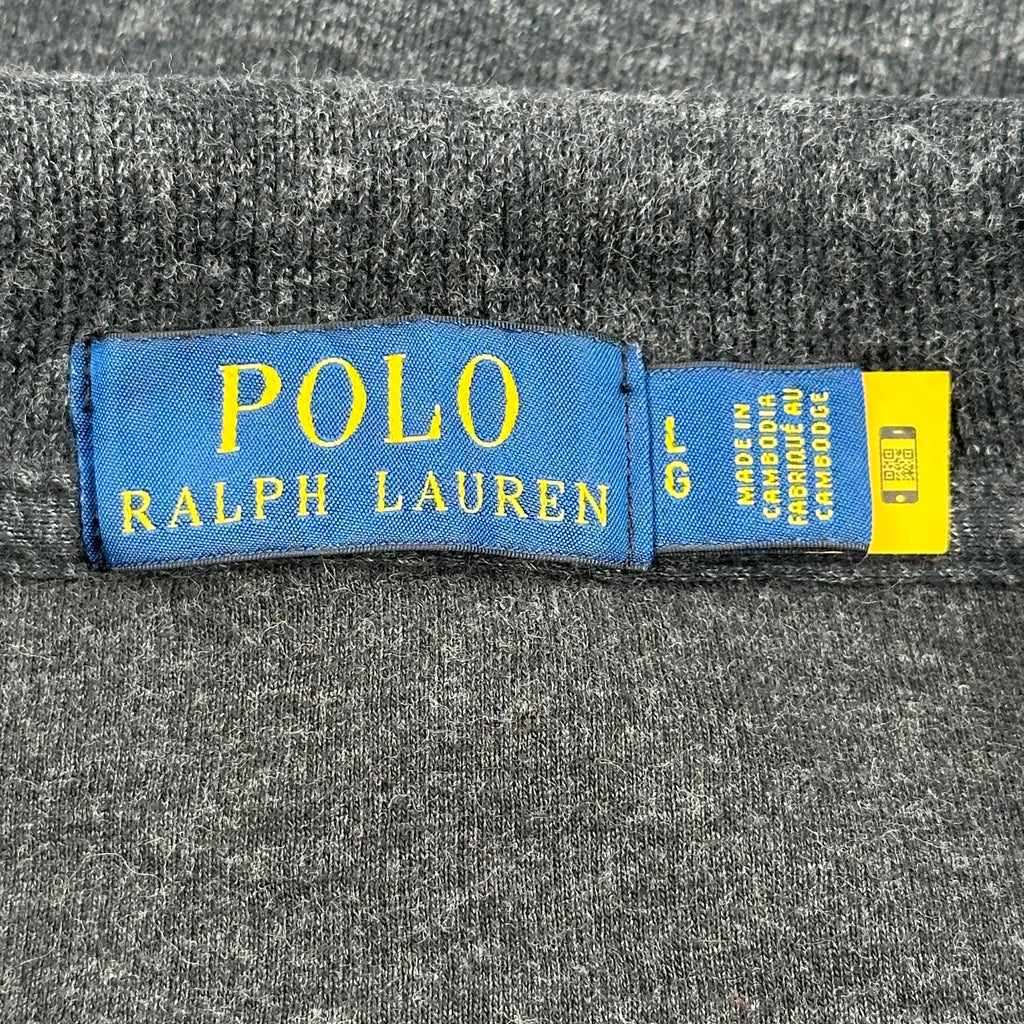 POLO
RALPH LAUREN
L
G
MADE IN
CAMBODIA
FABRIQUÉ AU
CAMBODGE